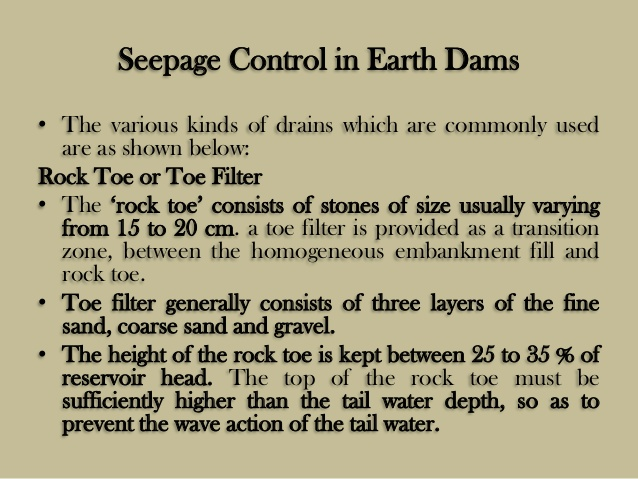 Seepage Control in Earth Dams
• The various kinds of drains which are commonly used
are as shown below:
Rock Toe or Toe Filter
• The ‘rock toe’ consists of stones of size usually varying
from 15 to 20 cm. a toe filter is provided as a transition
zone, between the homogeneous embankment fill and
rock toe.
• Toe filter generally consists of three layers of the fine
sand, coarse sand and gravel.
• The height of the rock toe is kept between 25 to 35 % of
reservoir head. The top of the rock toe must be
sufficiently higher than the tail water depth, so as to
prevent the wave action of the tail water.